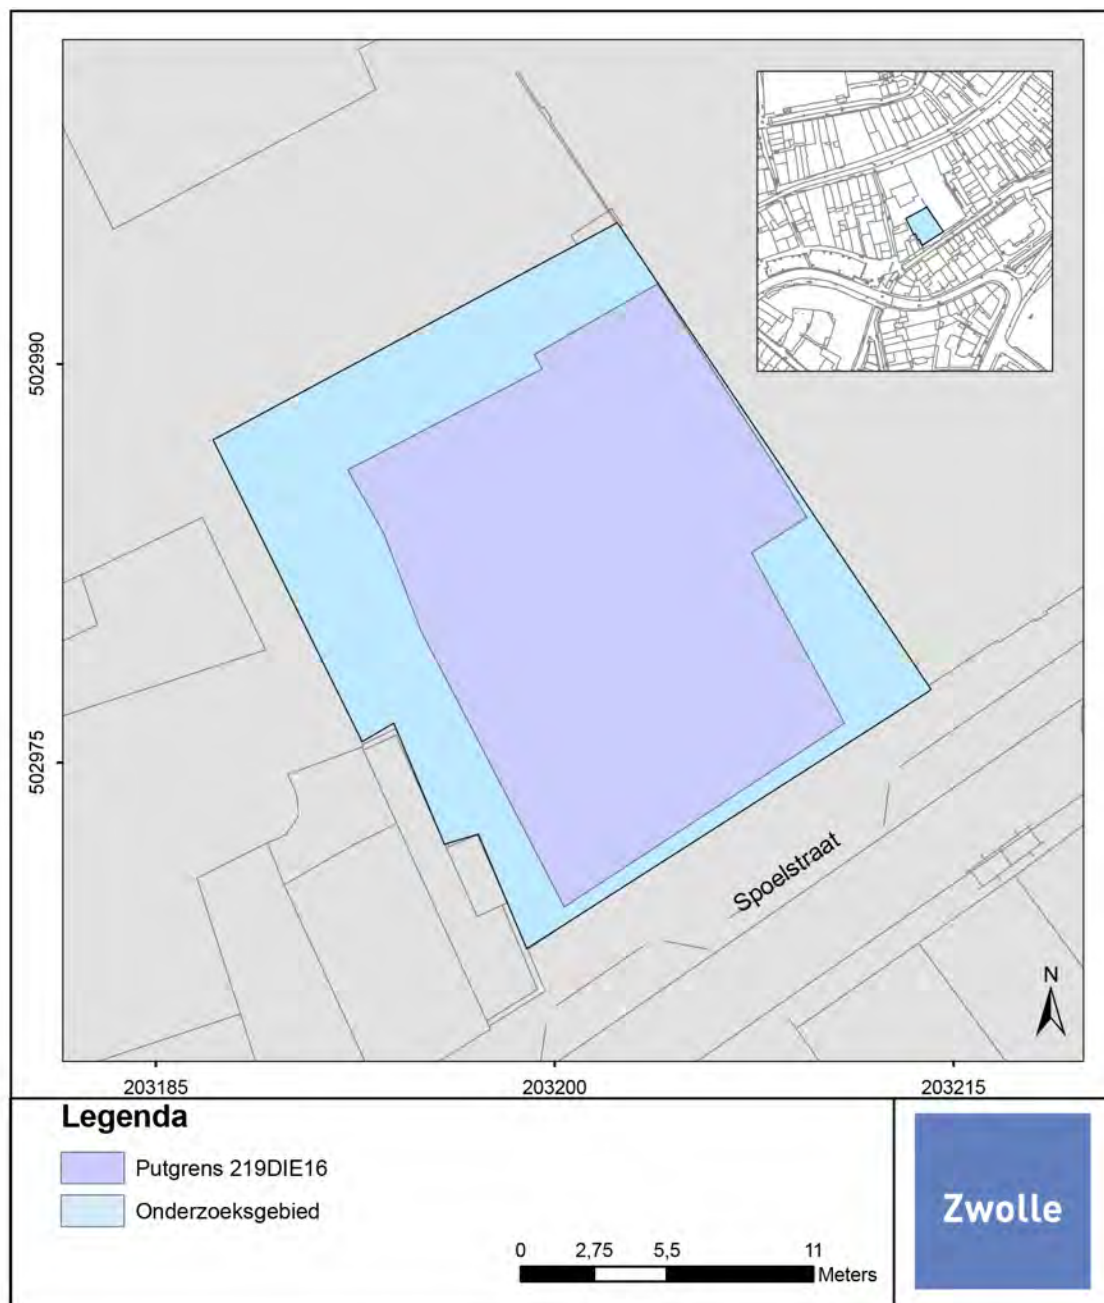 502990
502975
Spoelstraat
N
203185
203200
203215
Legenda
Putgrens 219DIE16
Onderzoeksgebied
0 2,75 5,5 11
Meters
Zwolle